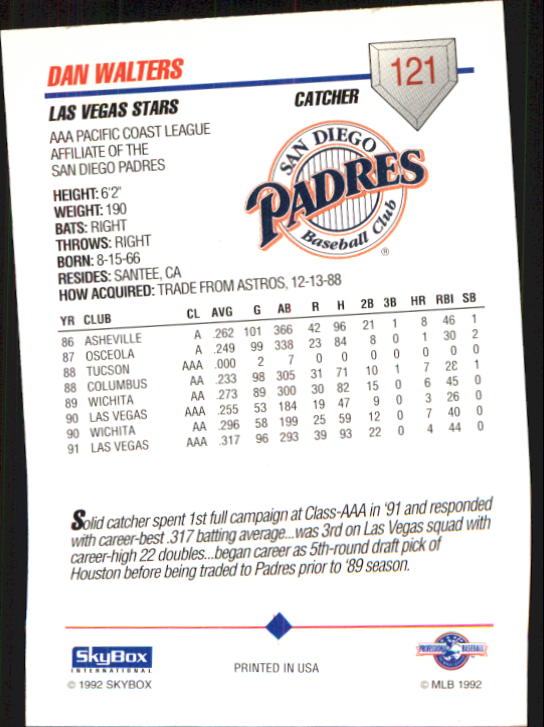 DAN WALTERS
121
LAS VEGAS STARS
CATCHER
AAA PACIFIC COAST LEAGUE
AFFILIATE OF THE
SAN DIEGO PADRES
SAN DIEGO
PADRES
Baseball Club
®
HEIGHT: 6'2"
WEIGHT: 190
BATS: RIGHT
THROWS: RIGHT
BORN: 8-15-66
RESIDES: SANTEE, CA
HOW ACQUIRED: TRADE FROM ASTROS, 12-13-88
YR CLUB CL AVG G AB R H 2B 3B HR RBI SB
86 ASHEVILLE A .262 101 366 42 96 21 1 8 46 1
87 OSCEOLA A .249 99 338 23 84 8 0 1 30 2
88 TUCSON AAA .000 2 7 0 0 0 0 0 0 0
88 COLUMBUS AA .233 98 305 31 71 10 1 7 28 1
89 WICHITA AA .273 89 300 30 82 15 0 6 45 0
90 LAS VEGAS AAA .255 53 184 19 47 9 0 3 26 0
90 WICHITA AA .296 58 199 25 59 12 0 7 40 0
91 LAS VEGAS AAA .317 96 293 39 93 22 0 4 44 0
Solid catcher spent 1st full campaign at Class-AAA in '91 and responded
with career-best .317 batting average...was 3rd on Las Vegas squad with
career-high 22 doubles...began career as 5th-round draft pick of
Houston before being traded to Padres prior to '89 season.
SkyBox
INTERNATIONAL
© 1992 SKYBOX
PRINTED IN USA
PROFESSIONAL BASEBALL
© MLB 1992